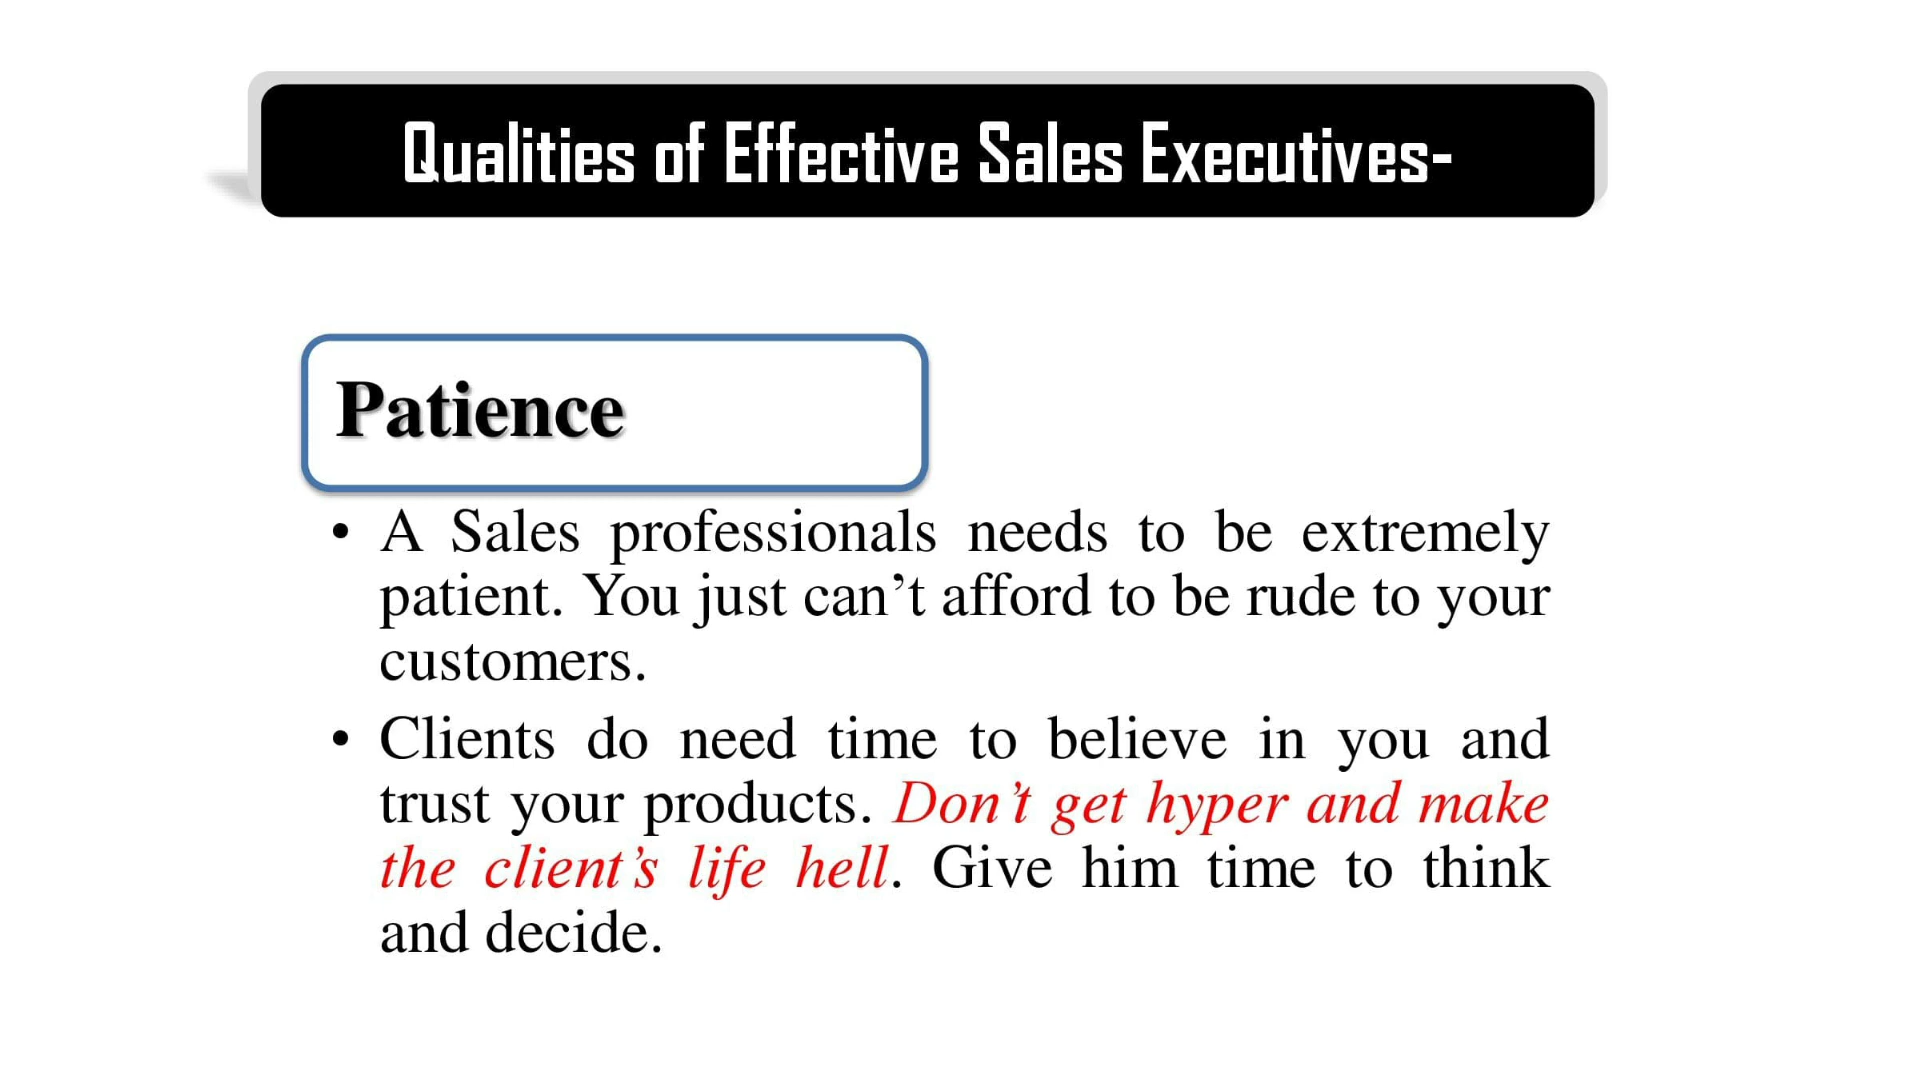 Qualities of Effective Sales Executives-
Patience
• A Sales professionals needs to be extremely
patient. You just can’t afford to be rude to your
customers.
• Clients do need time to believe in you and
trust your products. Don’t get hyper and make
the client’s life hell. Give him time to think
and decide.